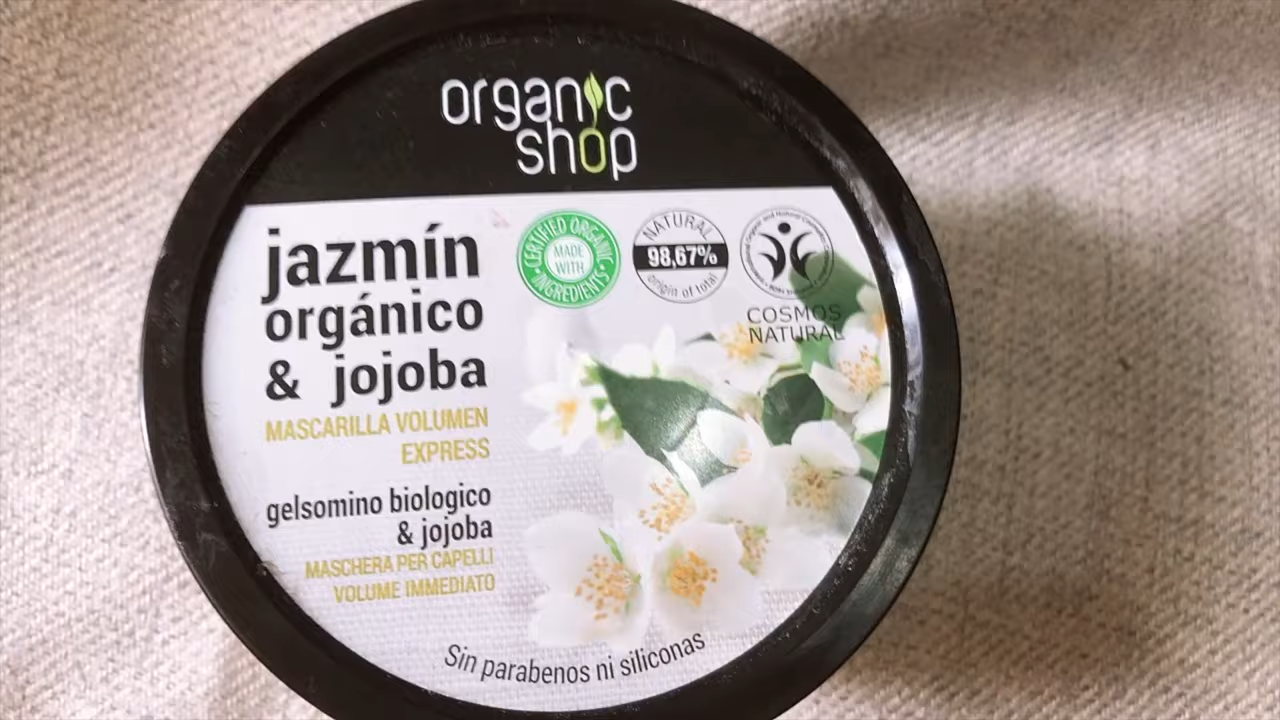 organic
shop
jazmín
orgánico
& jojoba
MASCARILLA VOLUMEN
EXPRESS
gelsomino biologico
& jojoba
MASCHERA PER CAPELLI
VOLUME IMMEDIATO
CERTIFIED ORGANIC
MADE
WITH
INGREDIENTS
NATURAL
98,67%
origin of total
COSMOS
NATURAL
Sin parabenos ni siliconas